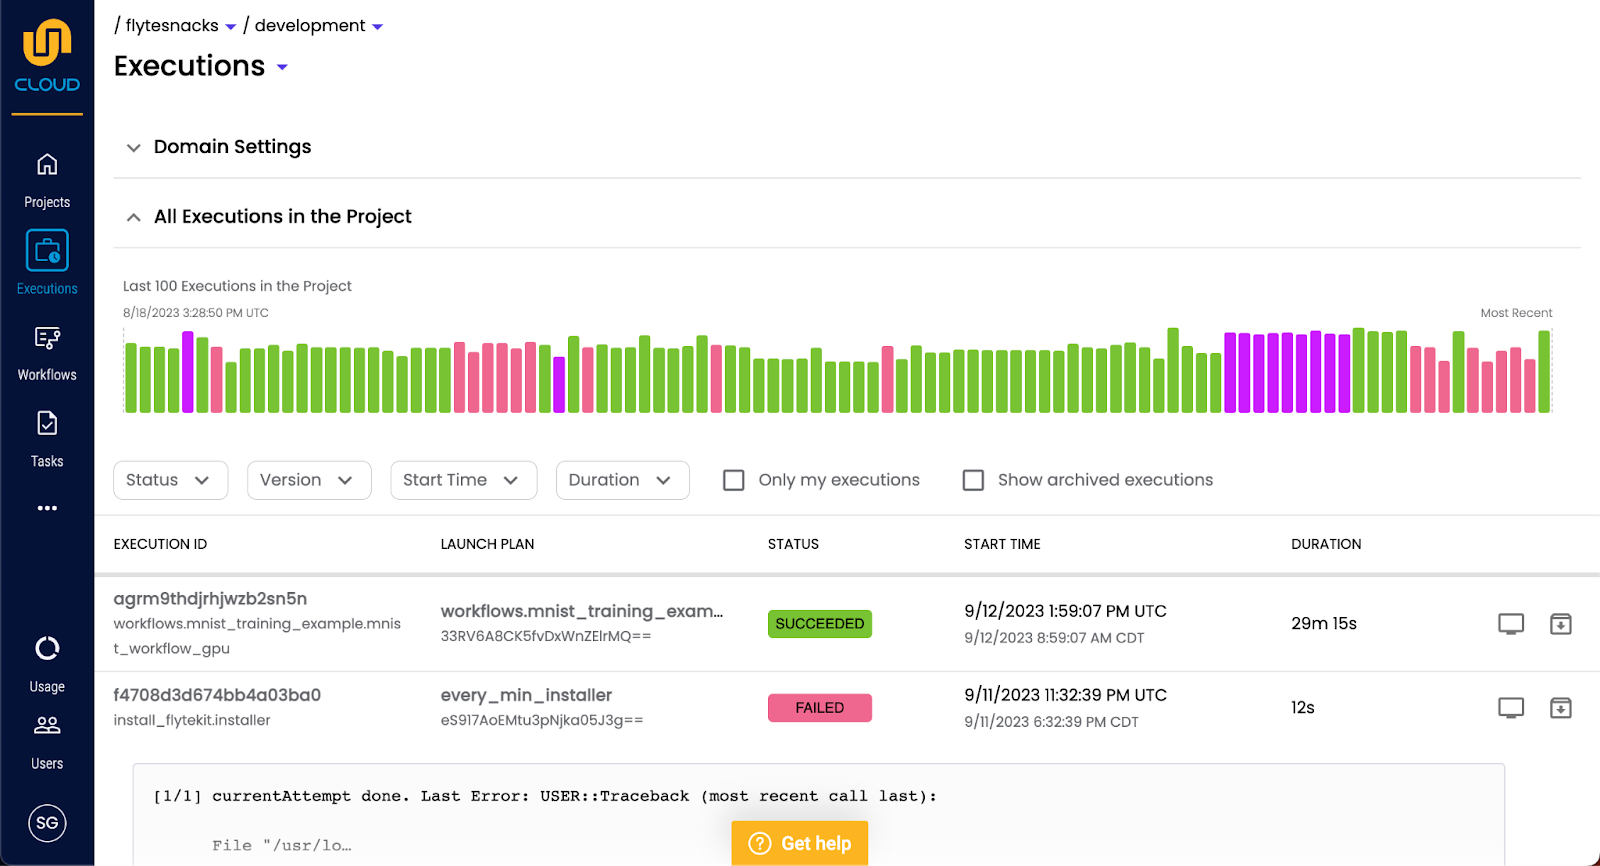 CLOUD
Projects
Executions
Workflows
Tasks
Usage
Users
SG
/ flytesnacks / development
Executions
Domain Settings
All Executions in the Project
Last 100 Executions in the Project
8/18/2023 3:28:50 PM UTC
Most Recent
Status Version Start Time Duration Only my executions Show archived executions
EXECUTION ID LAUNCH PLAN STATUS START TIME DURATION
agrm9thdjrhjwzb2sn5n
workflows.mnist_training_example.mnis
t_workflow_gpu
workflows.mnist_training_exam...
33RV6A8CK5fvDxWnZElrMQ==
SUCCEEDED
9/12/2023 1:59:07 PM UTC
9/12/2023 8:59:07 AM CDT
29m 15s
f4708d3d674bb4a03ba0
install_flytekit.installer
every_min_installer
eS917AoEMtu3pNjka05J3g==
FAILED
9/11/2023 11:32:39 PM UTC
9/11/2023 6:32:39 PM CDT
12s
[1/1] currentAttempt done. Last Error: USER::Traceback (most recent call last):
File "/usr/lo…
? Get help